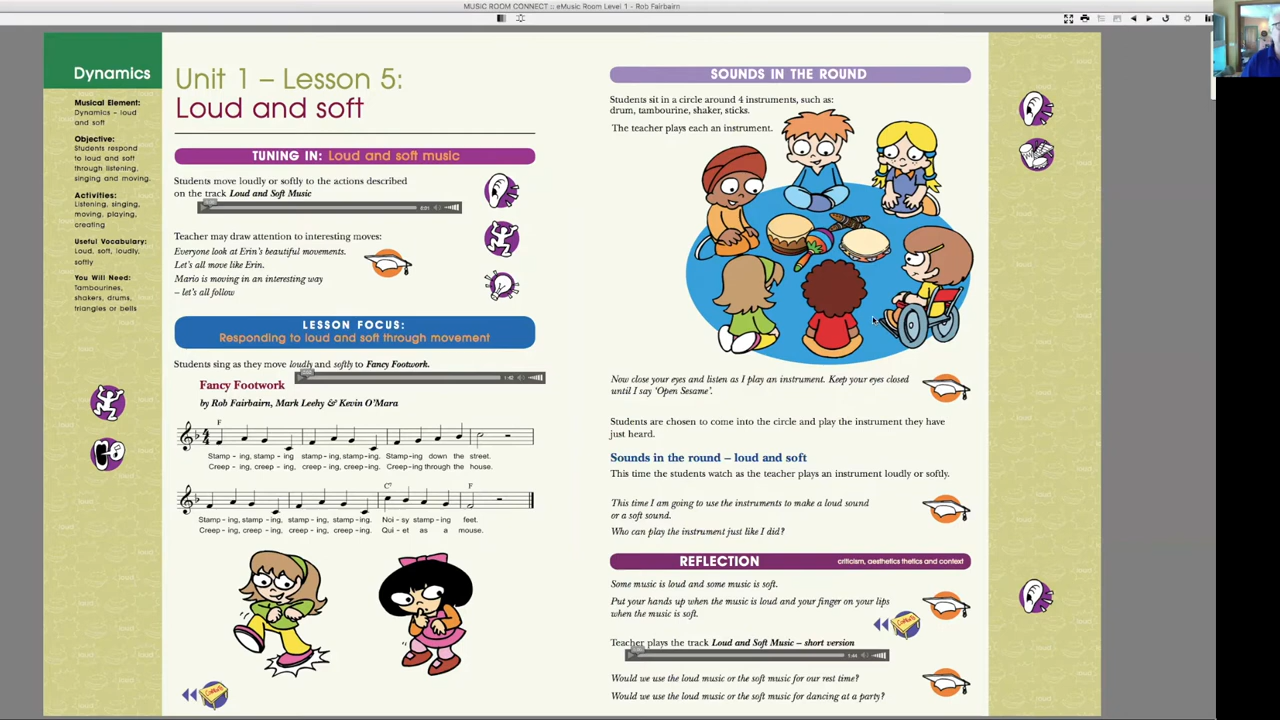 MUSIC ROOM CONNECT :: eMusic Room Level 1 - Rob Fairbairn
Dynamics
Musical Element:
Dynamics – loud
and soft
Objective:
Students respond
to loud and soft
through listening,
singing and moving.
Activities:
Listening, singing,
moving, playing,
creating
Useful Vocabulary:
Loud, soft, loudly,
softly
You Will Need:
Tambourines,
shakers, drums,
triangles or bells
Unit 1 – Lesson 5:
Loud and soft
TUNING IN: Loud and soft music
Students move loudly or softly to the actions described
on the track Loud and Soft Music
Teacher may draw attention to interesting moves:
Everyone look at Erin's beautiful movements.
Let's all move like Erin.
Mario is moving in an interesting way
– let's all follow
LESSON FOCUS:
Responding to loud and soft through movement
Students sing as they move loudly and softly to Fancy Footwork.
1:42
Fancy Footwork
by Rob Fairbairn, Mark Leehy & Kevin O'Mara
F
Stamp - ing, stamp - ing stamp - ing, stamp - ing. Stamp - ing down the street.
Creep - ing, creep - ing, creep - ing, creep - ing. Creep - ing through the house.
C7 F
Stamp - ing, stamp - ing, stamp - ing, stamp - ing. Noi - sy stamp - ing feet.
Creep - ing, creep - ing, creep - ing, creep - ing. Qui - et as a mouse.
SOUNDS IN THE ROUND
Students sit in a circle around 4 instruments, such as:
drum, tambourine, shaker, sticks.
The teacher plays each an instrument.
Now close your eyes and listen as I play an instrument. Keep your eyes closed
until I say 'Open Sesame'.
Students are chosen to come into the circle and play the instrument they have
just heard.
Sounds in the round – loud and soft
This time the students watch as the teacher plays an instrument loudly or softly.
This time I am going to use the instruments to make a loud sound
or a soft sound.
Who can play the instrument just like I did?
REFLECTION criticism, aesthetics thetics and context
Some music is loud and some music is soft.
Put your hands up when the music is loud and your finger on your lips
when the music is soft.
Teacher plays the track Loud and Soft Music – short version
Would we use the loud music or the soft music for our rest time?
Would we use the loud music or the soft music for dancing at a party?